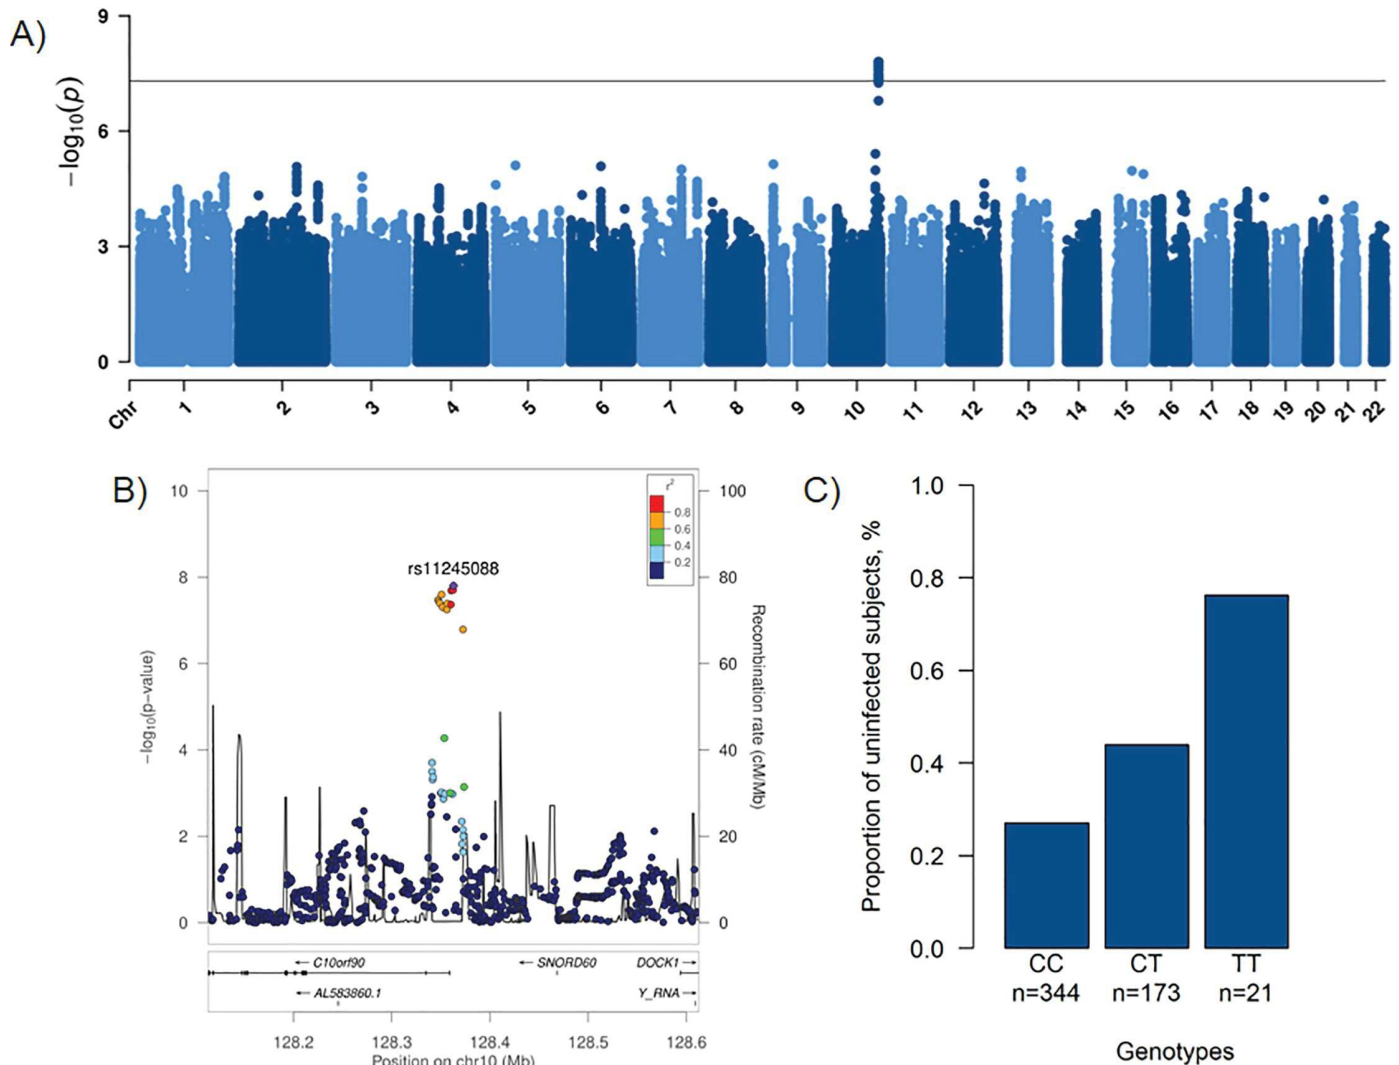 A)
9
6
3
0
−log10(p)
Chr 1 2 3 4 5 6 7 8 9 10 11 12 13 14 15 16 17 18 19 20 21 22
B)
10
8
6
4
2
0
−log10(p−value)
100
80
60
40
20
0
Recombination rate (cM/Mb)
r2
0.8
0.6
0.4
0.2
rs11245088
C10orf90
SNORD60
DOCK1
AL583860.1
Y_RNA
128.2 128.3 128.4 128.5 128.6
Position on chr10 (Mb)
C)
1.0
0.8
0.6
0.4
0.2
0.0
Proportion of uninfected subjects, %
CC CT TT
n=344 n=173 n=21
Genotypes